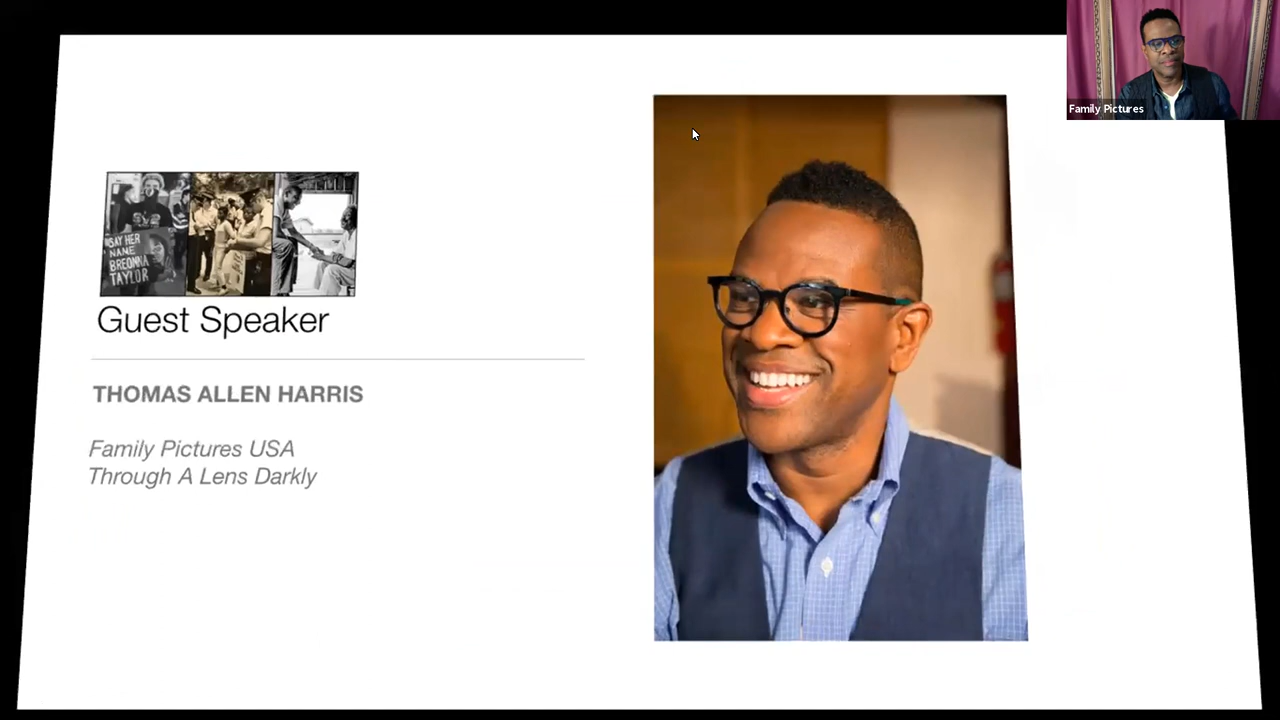 Family Pictures
SAY HER
NAME
BREONNA
TAYLOR
Guest Speaker
THOMAS ALLEN HARRIS
Family Pictures USA
Through A Lens Darkly